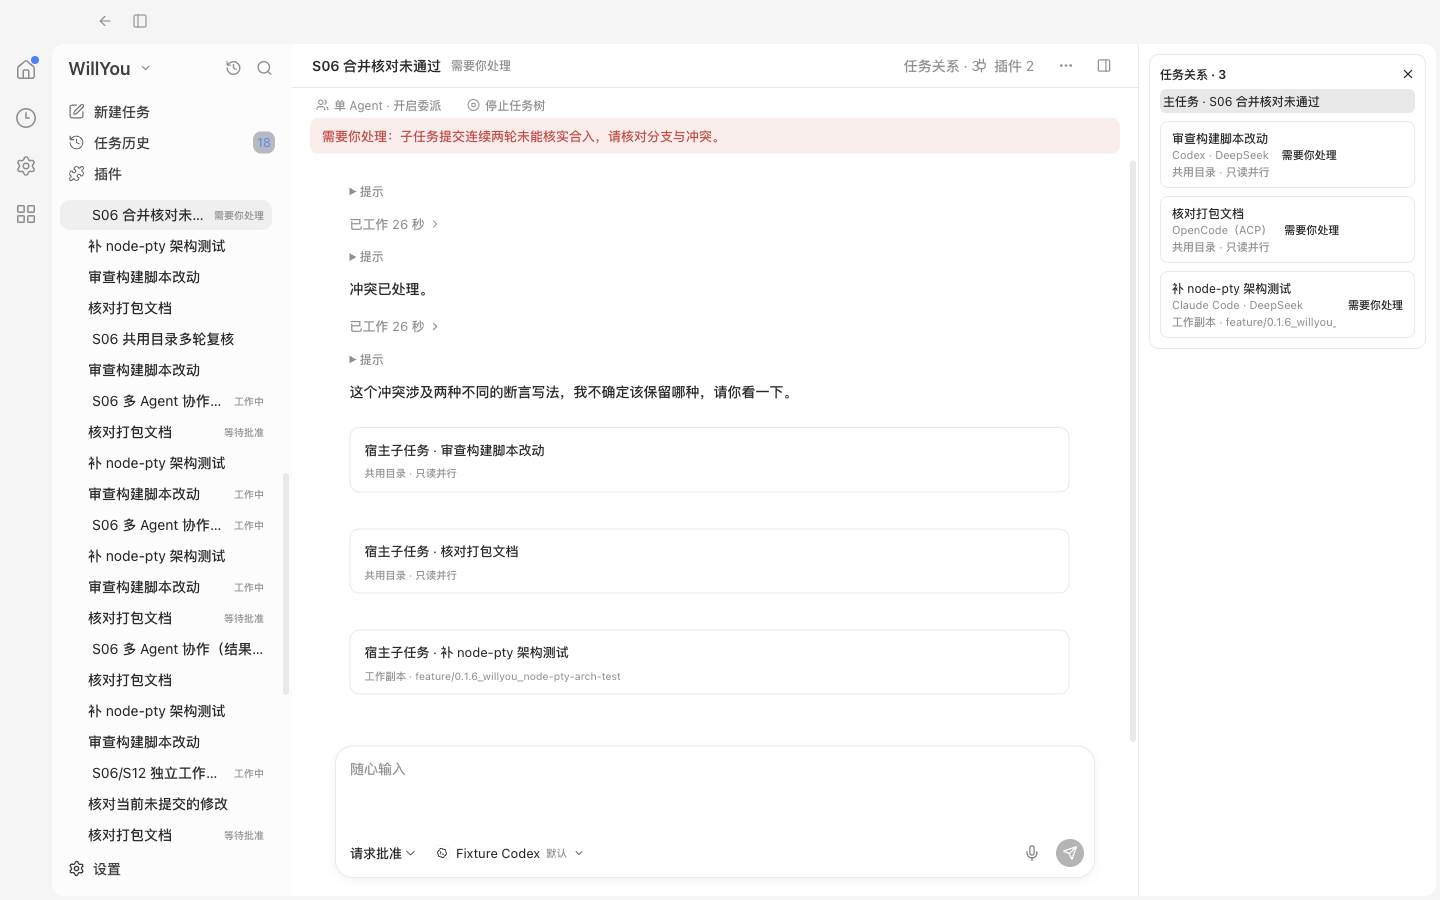 WillYou
新建任务
任务历史 18
插件
S06 合并核对未... 需要你处理
补 node-pty 架构测试
审查构建脚本改动
核对打包文档
S06 共用目录多轮复核
审查构建脚本改动
S06 多 Agent 协作... 工作中
核对打包文档 等待批准
补 node-pty 架构测试
审查构建脚本改动 工作中
S06 多 Agent 协作... 工作中
补 node-pty 架构测试
审查构建脚本改动 工作中
核对打包文档 等待批准
S06 多 Agent 协作（结果...
核对打包文档
补 node-pty 架构测试
审查构建脚本改动
S06/S12 独立工作... 工作中
核对当前未提交的修改
核对打包文档 等待批准
设置
S06 合并核对未通过 需要你处理
任务关系 · 3 插件 2
单 Agent · 开启委派 停止任务树
需要你处理：子任务提交连续两轮未能核实合入，请核对分支与冲突。
提示
已工作 26 秒
提示
冲突已处理。
已工作 26 秒
提示
这个冲突涉及两种不同的断言写法，我不确定该保留哪种，请你看一下。
宿主子任务 · 审查构建脚本改动
共用目录 · 只读并行
宿主子任务 · 核对打包文档
共用目录 · 只读并行
宿主子任务 · 补 node-pty 架构测试
工作副本 · feature/0.1.6_willyou_node-pty-arch-test
随心输入
请求批准 Fixture Codex 默认
任务关系 · 3
主任务 · S06 合并核对未通过
审查构建脚本改动
Codex · DeepSeek 需要你处理
共用目录 · 只读并行
核对打包文档
OpenCode（ACP） 需要你处理
共用目录 · 只读并行
补 node-pty 架构测试
Claude Code · DeepSeek 需要你处理
工作副本 · feature/0.1.6_willyou_